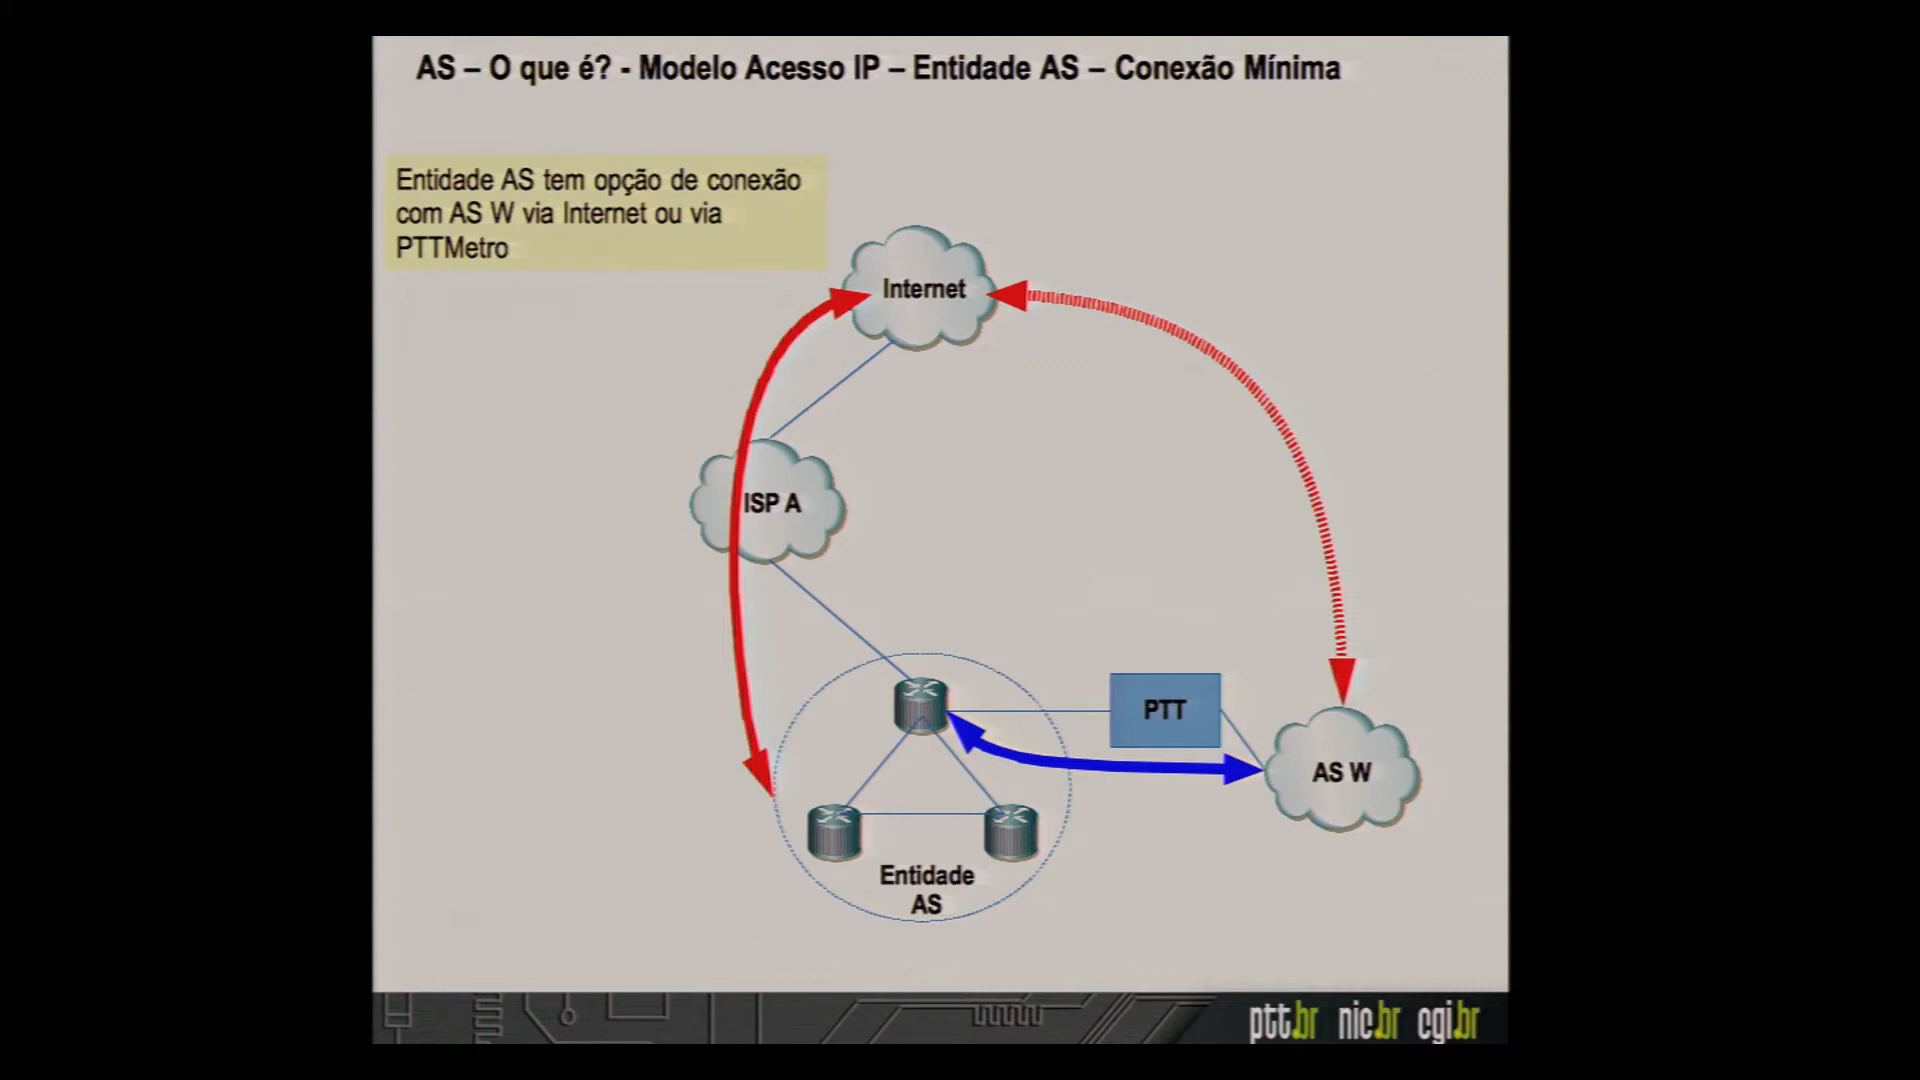 AS – O que é? - Modelo Acesso IP – Entidade AS – Conexão Mínima
Entidade AS tem opção de conexão
com AS W via Internet ou via
PTTMetro
Internet
ISP A
PTT
AS W
Entidade
AS
ptt.br nic.br cgi.br